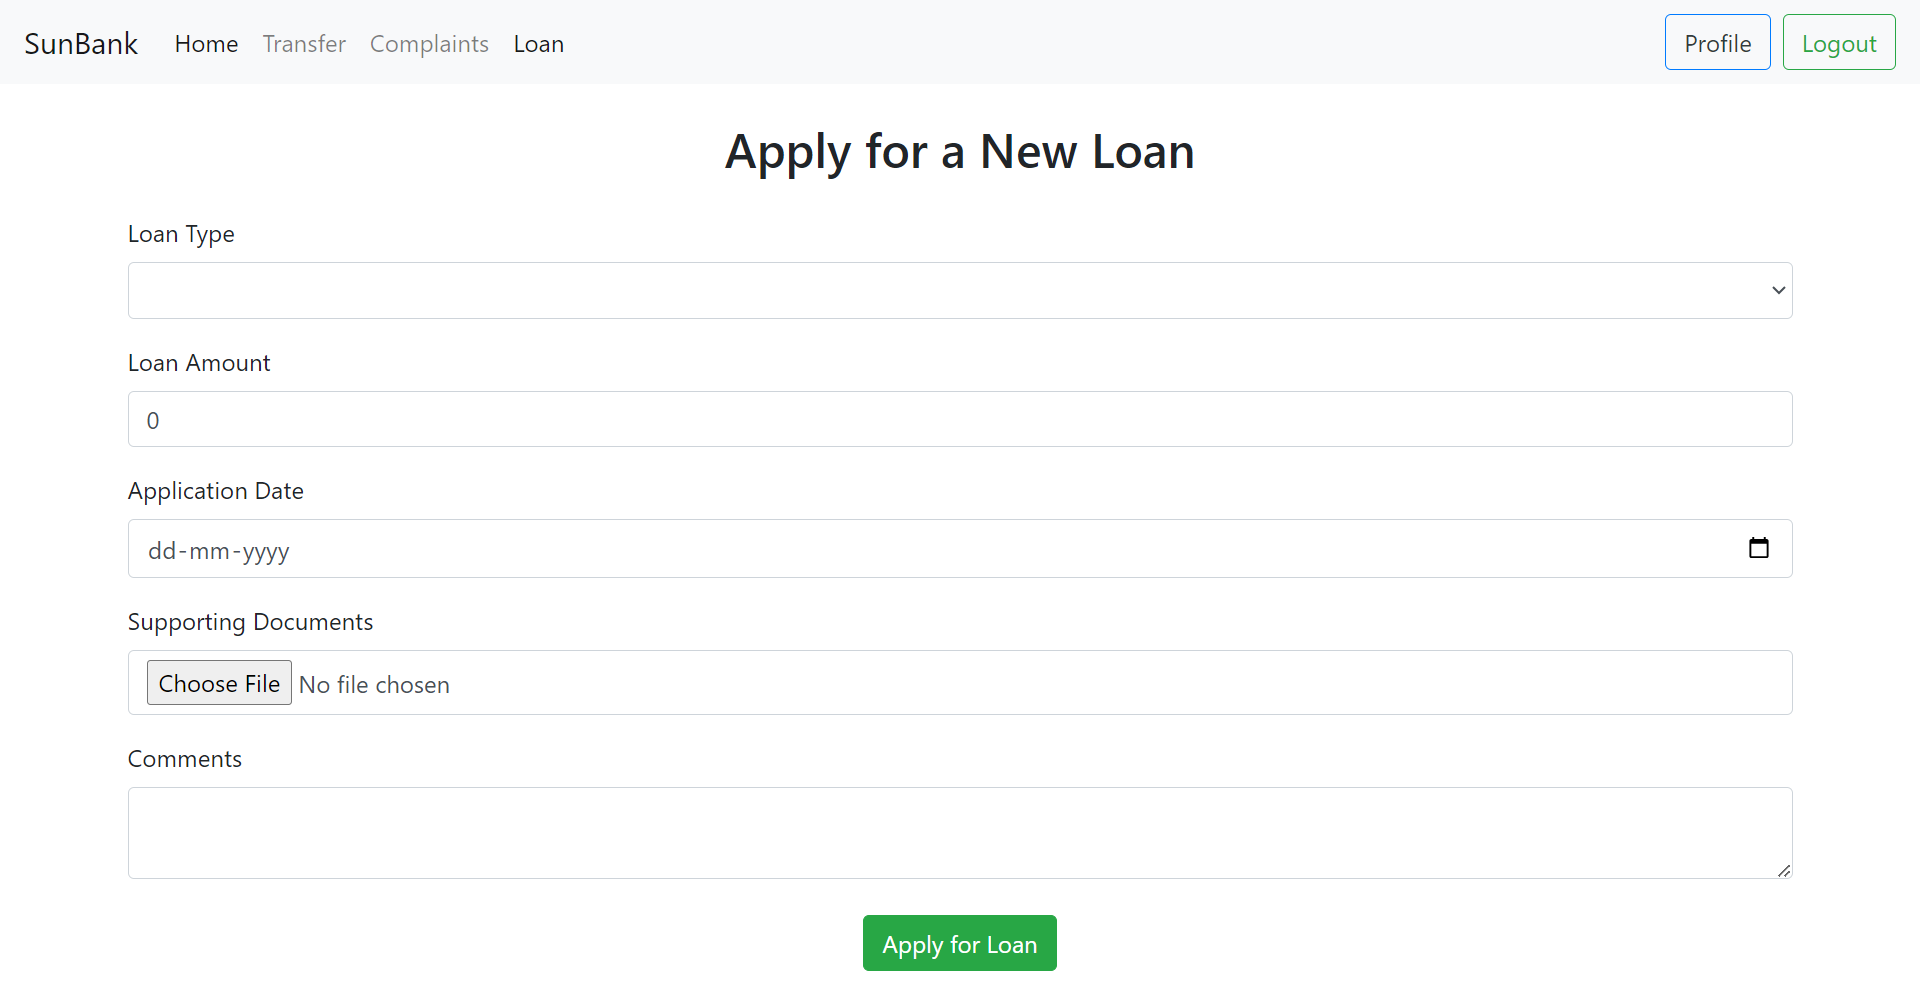 SunBank Home Transfer Complaints Loan Profile Logout
Apply for a New Loan
Loan Type
Loan Amount
0
Application Date
dd-mm-yyyy
Supporting Documents
Choose File No file chosen
Comments
Apply for Loan